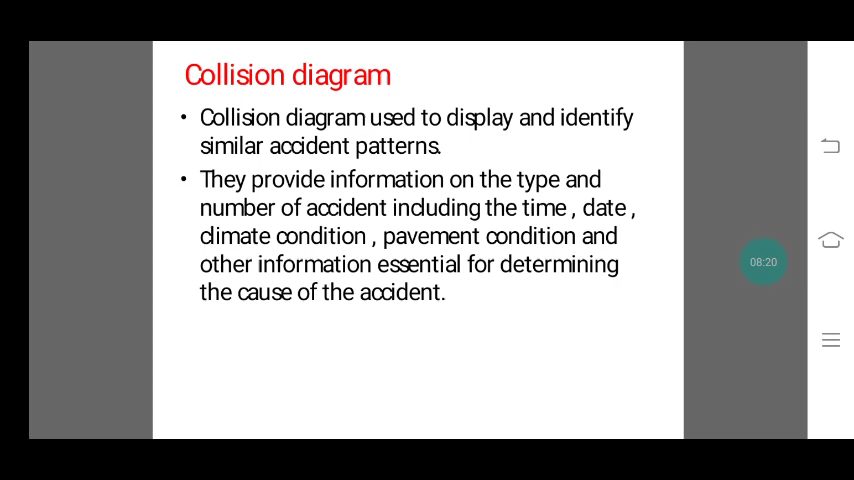 Collision diagram
• Collision diagram used to display and identify
similar accident patterns.
• They provide information on the type and
number of accident including the time , date ,
climate condition , pavement condition and
other information essential for determining
the cause of the accident.
08:20